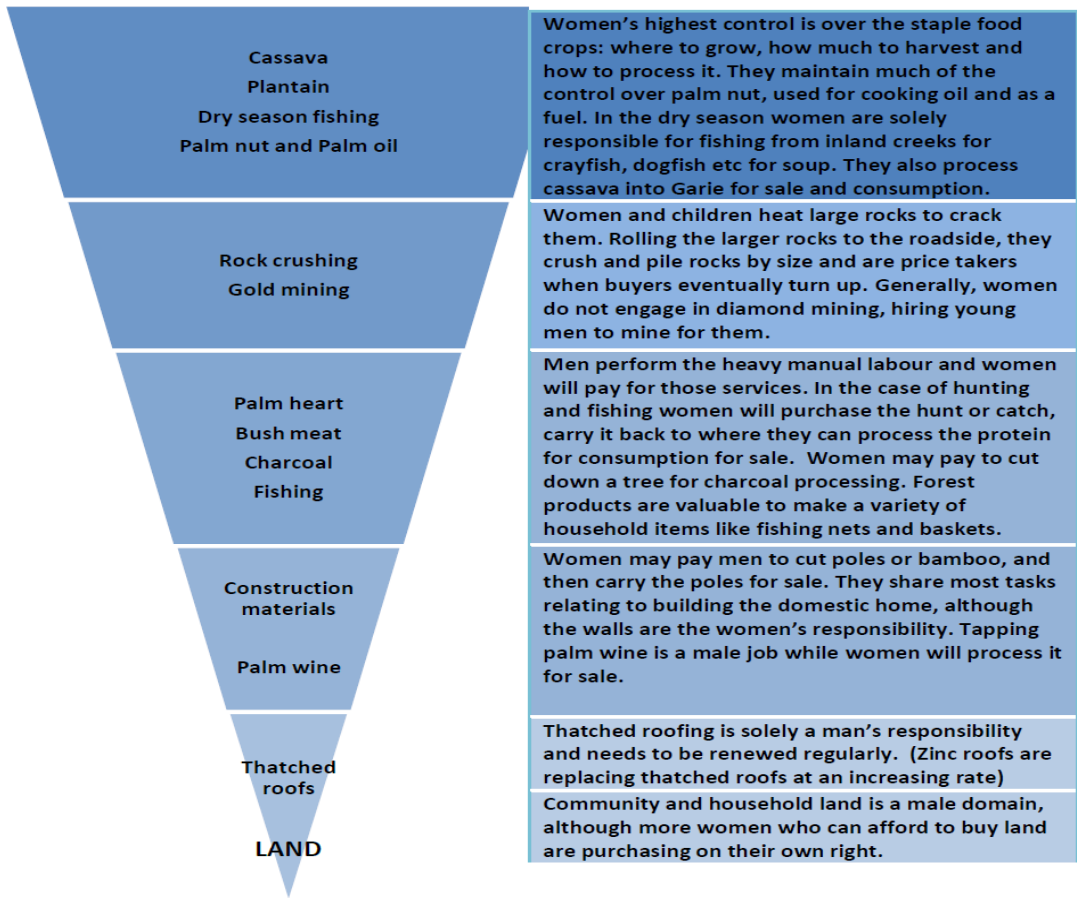 Cassava
Plantain
Dry season fishing
Palm nut and Palm oil
Women’s highest control is over the staple food
crops: where to grow, how much to harvest and
how to process it. They maintain much of the
control over palm nut, used for cooking oil and as a
fuel. In the dry season women are solely
responsible for fishing from inland creeks for
crayfish, dogfish etc for soup. They also process
cassava into Garie for sale and consumption.
Rock crushing
Gold mining
Women and children heat large rocks to crack
them. Rolling the larger rocks to the roadside, they
crush and pile rocks by size and are price takers
when buyers eventually turn up. Generally, women
do not engage in diamond mining, hiring young
men to mine for them.
Palm heart
Bush meat
Charcoal
Fishing
Men perform the heavy manual labour and women
will pay for those services. In the case of hunting
and fishing women will purchase the hunt or catch,
carry it back to where they can process the protein
for consumption for sale.  Women may pay to cut
down a tree for charcoal processing. Forest
products are valuable to make a variety of
household items like fishing nets and baskets.
Construction
materials
Palm wine
Women may pay men to cut poles or bamboo, and
then carry the poles for sale. They share most tasks
relating to building the domestic home, although
the walls are the women’s responsibility. Tapping
palm wine is a male job while women will process it
for sale.
Thatched
roofs
Thatched roofing is solely a man’s responsibility
and needs to be renewed regularly.  (Zinc roofs are
replacing thatched roofs at an increasing rate)
LAND
Community and household land is a male domain,
although more women who can afford to buy land
are purchasing on their own right.